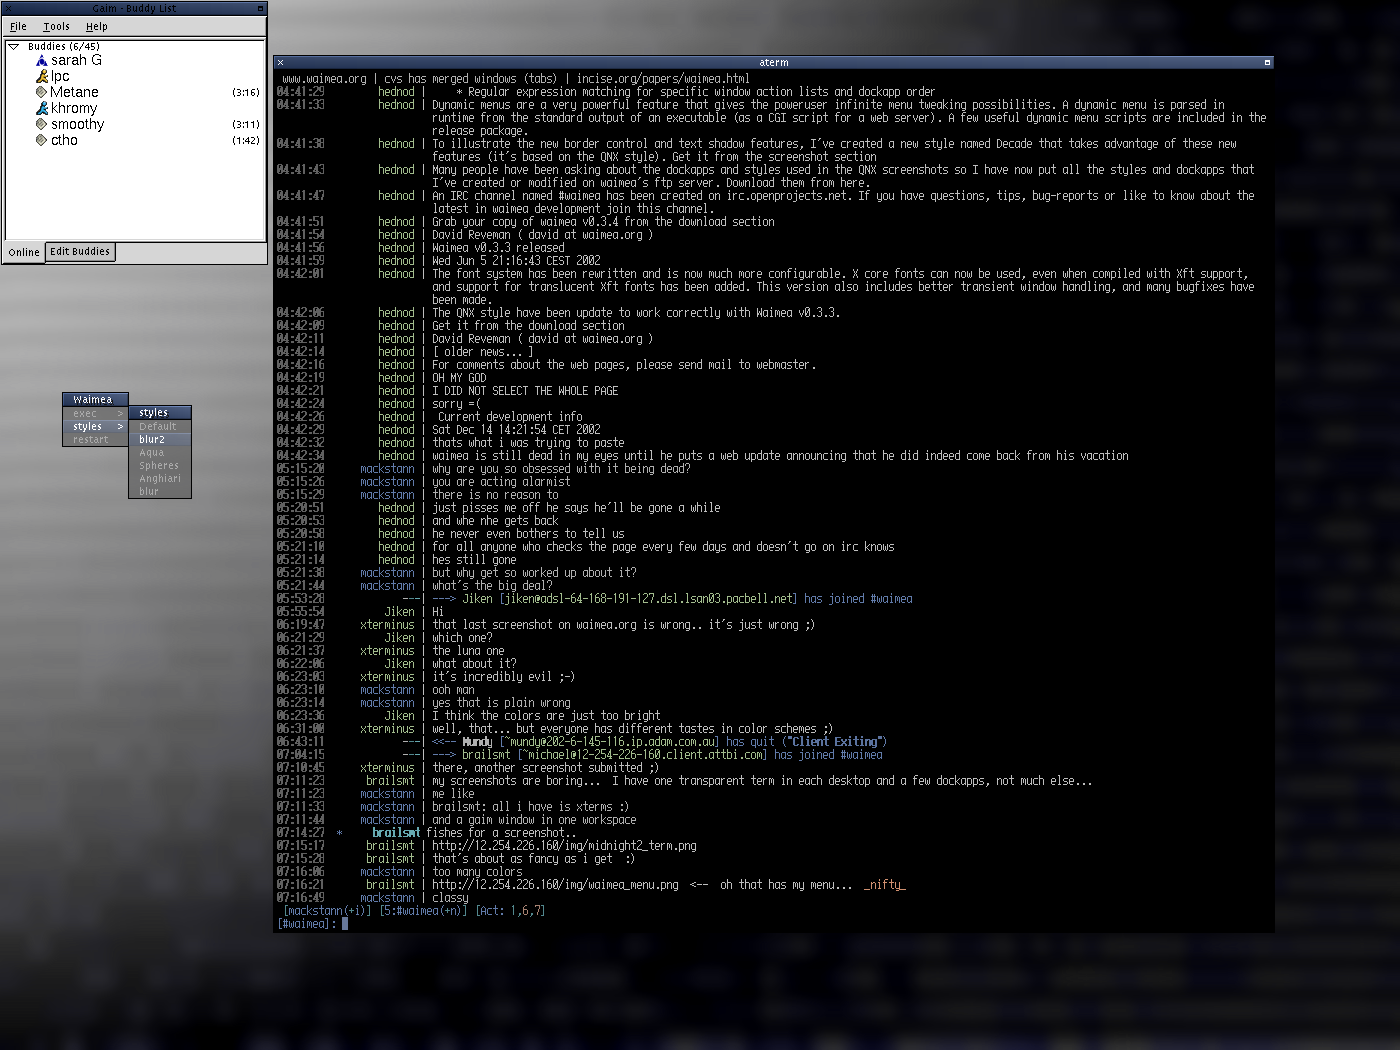 Gaim - Buddy List
File Tools Help
Buddies (6/45)
sarah G
lpc
Metane (3:16)
khromy
smoothy (3:11)
ctho (1:42)
Online Edit Buddies
Waimea
exec >
styles >
restart
styles
Default
blur2
Aqua
Spheres
Anghiari
blur
aterm
www.waimea.org | cvs has merged windows (tabs) | incise.org/papers/waimea.html
04:41:29 hednod | * Regular expression matching for specific window action lists and dockapp order
04:41:33 hednod | Dynamic menus are a very powerful feature that gives the poweruser infinite menu tweaking possibilities. A dynamic menu is parsed in
runtime from the standard output of an executable (as a CGI script for a web server). A few useful dynamic menu scripts are included in the
release package.
04:41:38 hednod | To illustrate the new border control and text shadow features, I've created a new style named Decade that takes advantage of these new
features (it's based on the QNX style). Get it from the screenshot section
04:41:43 hednod | Many people have been asking about the dockapps and styles used in the QNX screenshots so I have now put all the styles and dockapps that
I've created or modified on waimea's ftp server. Download them from here.
04:41:47 hednod | An IRC channel named #waimea has been created on irc.openprojects.net. If you have questions, tips, bug-reports or like to know about the
latest in waimea development join this channel.
04:41:51 hednod | Grab your copy of waimea v0.3.4 from the download section
04:41:54 hednod | David Reveman ( david at waimea.org )
04:41:56 hednod | Waimea v0.3.3 released
04:41:59 hednod | Wed Jun 5 21:16:43 CEST 2002
04:42:01 hednod | The font system has been rewritten and is now much more configurable. X core fonts can now be used, even when compiled with Xft support,
and support for translucent Xft fonts has been added. This version also includes better transient window handling, and many bugfixes have
been made.
04:42:06 hednod | The QNX style have been update to work correctly with Waimea v0.3.3.
04:42:09 hednod | Get it from the download section
04:42:11 hednod | David Reveman ( david at waimea.org )
04:42:14 hednod | [ older news... ]
04:42:16 hednod | For comments about the web pages, please send mail to webmaster.
04:42:19 hednod | OH MY GOD
04:42:21 hednod | I DID NOT SELECT THE WHOLE PAGE
04:42:24 hednod | sorry =(
04:42:26 hednod | Current development info
04:42:29 hednod | Sat Dec 14 14:21:54 CET 2002
04:42:32 hednod | thats what i was trying to paste
04:42:34 hednod | waimea is still dead in my eyes until he puts a web update announcing that he did indeed come back from his vacation
05:15:20 mackstann | why are you so obsessed with it being dead?
05:15:26 mackstann | you are acting alarmist
05:15:29 mackstann | there is no reason to
05:20:51 hednod | just pisses me off he says he'll be gone a while
05:20:53 hednod | and whe nhe gets back
05:20:58 hednod | he never even bothers to tell us
05:21:10 hednod | for all anyone who checks the page every few days and doesn't go on irc knows
05:21:14 hednod | hes still gone
05:21:38 mackstann | but why get so worked up about it?
05:21:44 mackstann | what's the big deal?
05:53:28 ---| ---> Jiken [jiken@adsl-64-168-191-127.dsl.lsan03.pacbell.net] has joined #waimea
05:55:54 Jiken | Hi
06:19:47 xterminus | that last screenshot on waimea.org is wrong.. it's just wrong ;)
06:21:29 Jiken | which one?
06:21:37 xterminus | the luna one
06:22:06 Jiken | what about it?
06:23:03 xterminus | it's incredibly evil ;-)
06:23:10 mackstann | ooh man
06:23:14 mackstann | yes that is plain wrong
06:23:36 Jiken | I think the colors are just too bright
06:31:00 xterminus | well, that... but everyone has different tastes in color schemes ;)
06:43:11 ---| <<-- Mundy [~mundy@202-6-145-116.ip.adam.com.au] has quit ("Client Exiting")
07:04:15 ---| ---> brailsmt [~michael@12-254-226-160.client.attbi.com] has joined #waimea
07:10:45 xterminus | there, another screenshot submitted ;)
07:11:23 brailsmt | my screenshots are boring... I have one transparent term in each desktop and a few dockapps, not much else...
07:11:23 mackstann | me like
07:11:33 mackstann | brailsmt: all i have is xterms :)
07:11:44 mackstann | and a gaim window in one workspace
07:14:27 * brailsmt fishes for a screenshot..
07:15:17 brailsmt | http://12.254.226.160/img/midnight2_term.png
07:15:28 brailsmt | that's about as fancy as i get :)
07:16:06 mackstann | too many colors
07:16:21 brailsmt | http://12.254.226.160/img/waimea_menu.png <-- oh that has my menu... _nifty_
07:16:49 mackstann | classy
[mackstann(+i)] [5:#waimea(+n)] [Act: 1,6,7]
[#waimea]: